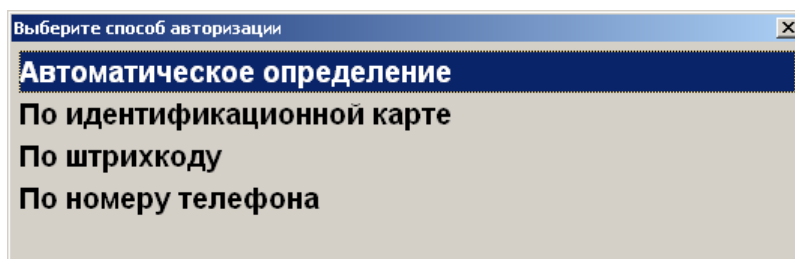 Выберите способ авторизации
Автоматическое определение
По идентификационной карте
По штрихкоду
По номеру телефона